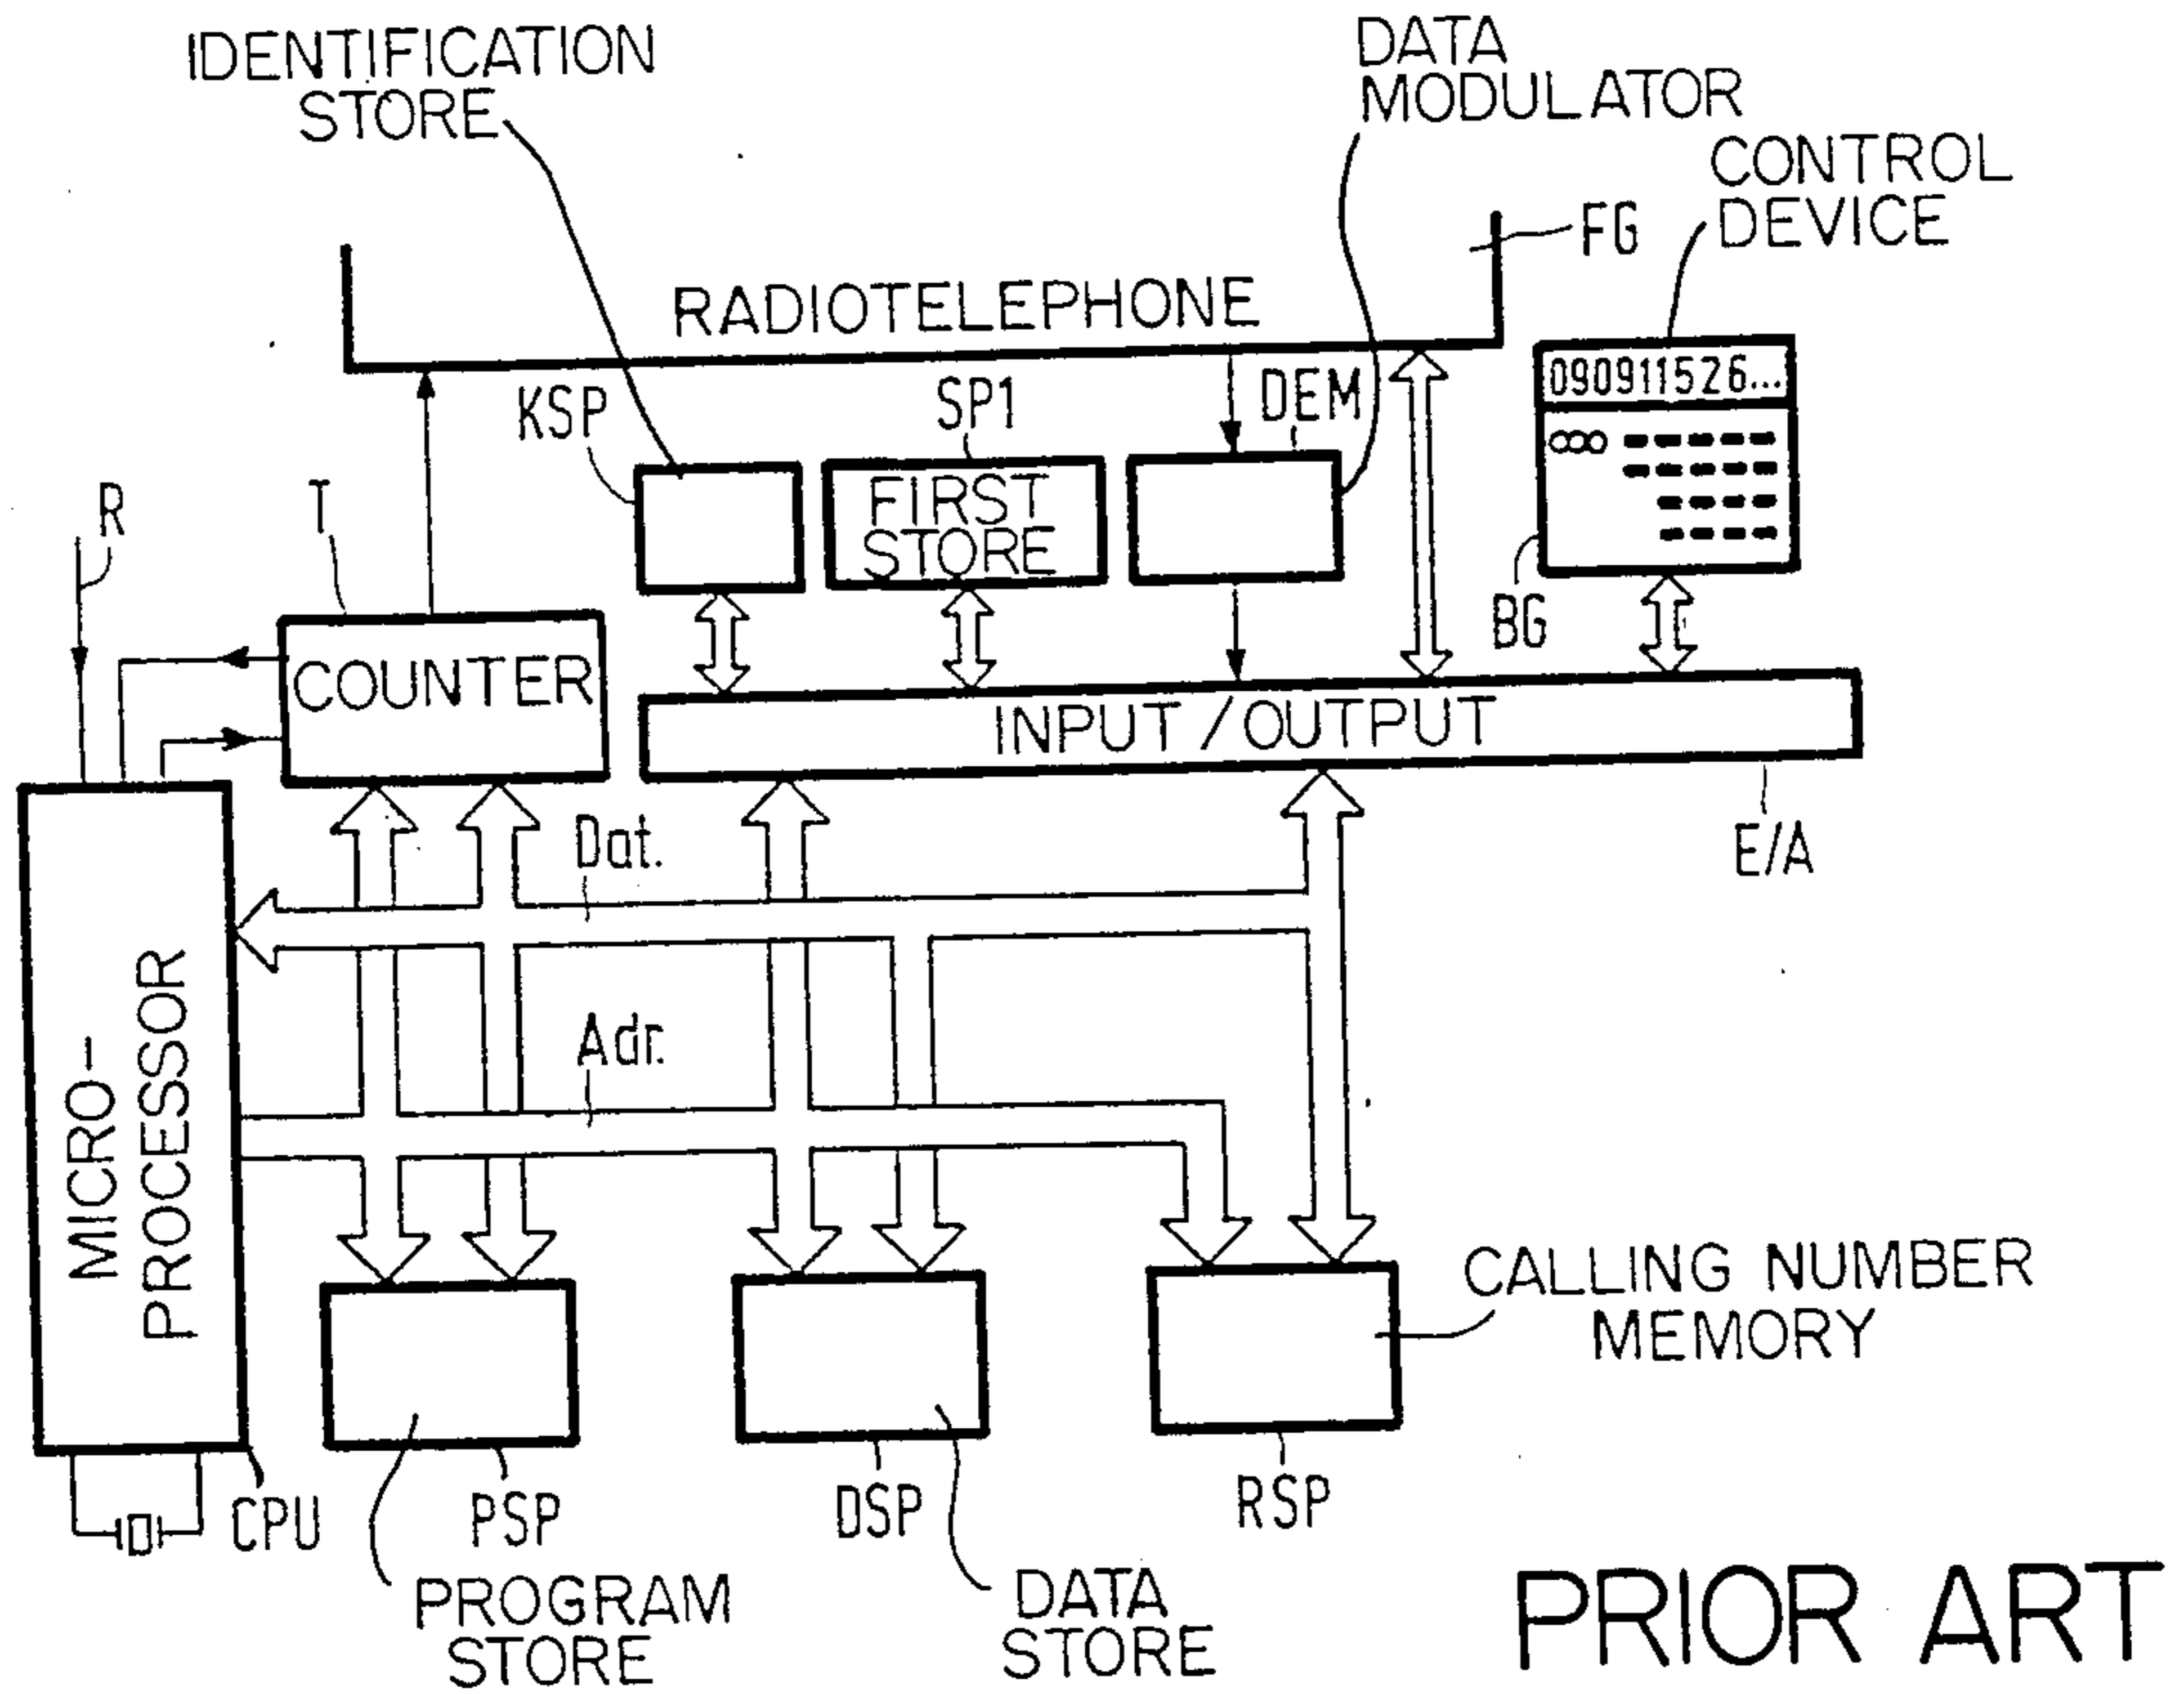 IDENTIFICATION
STORE
DATA
MODULATOR
CONTROL
DEVICE
FG
RADIOTELEPHONE
KSP
SP1
DEM
090911526...
R
T
FIRST
STORE
BG
COUNTER
INPUT/OUTPUT
E/A
Dat.
Adr.
MICRO-
PROCESSOR
CALLING NUMBER
MEMORY
CPU
PSP
DSP
RSP
PROGRAM
STORE
DATA
STORE
PRIOR ART